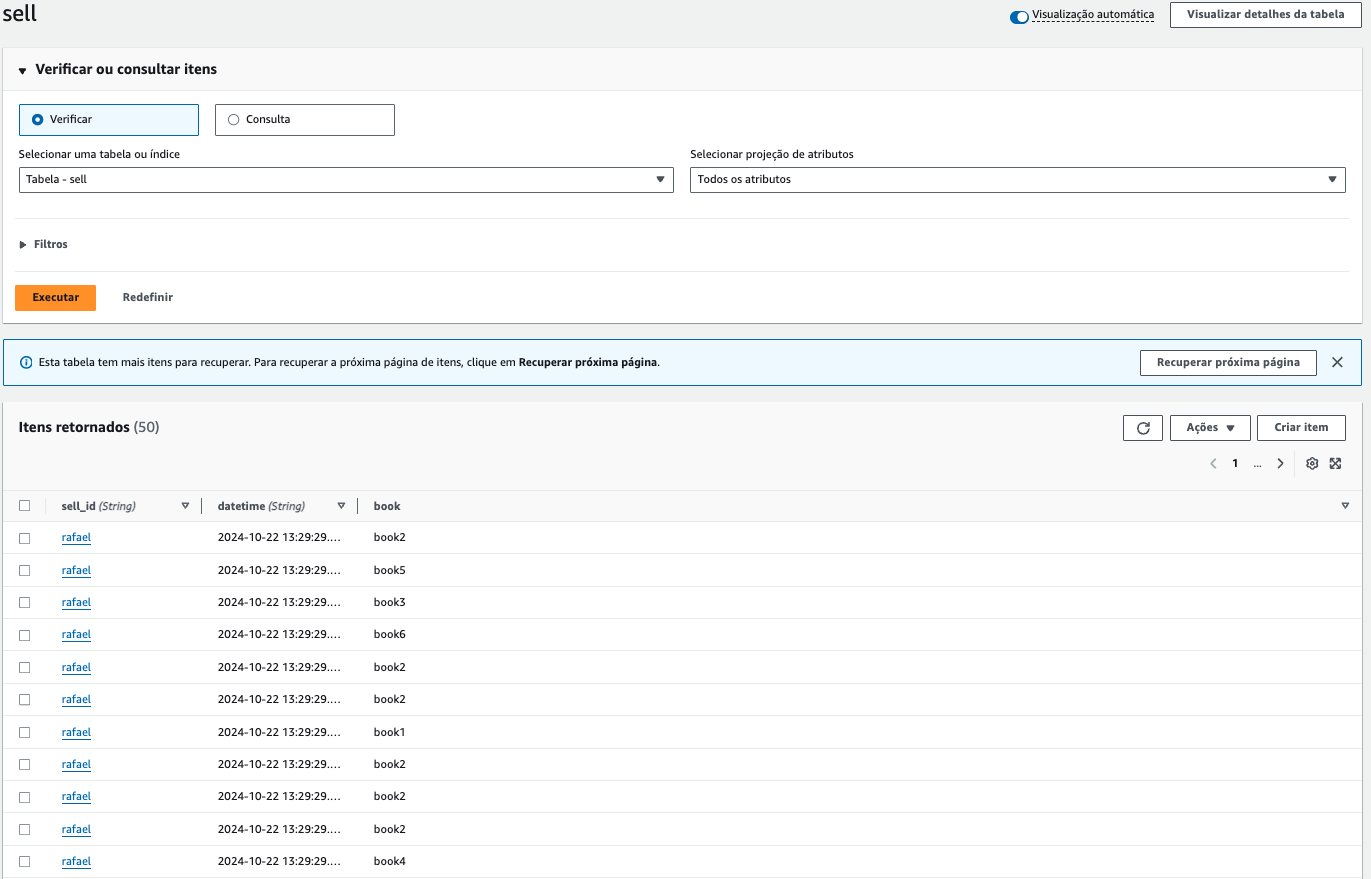 sell
Visualização automática
Visualizar detalhes da tabela
Verificar ou consultar itens
Verificar
Consulta
Selecionar uma tabela ou índice
Selecionar projeção de atributos
Tabela - sell
Todos os atributos
Filtros
Executar
Redefinir
Esta tabela tem mais itens para recuperar. Para recuperar a próxima página de itens, clique em Recuperar próxima página.
Recuperar próxima página
Itens retornados (50)
Ações
Criar item
1 ...
sell_id (String) datetime (String) book
rafael 2024-10-22 13:29:29.... book2
rafael 2024-10-22 13:29:29.... book5
rafael 2024-10-22 13:29:29.... book3
rafael 2024-10-22 13:29:29.... book6
rafael 2024-10-22 13:29:29.... book2
rafael 2024-10-22 13:29:29.... book2
rafael 2024-10-22 13:29:29.... book1
rafael 2024-10-22 13:29:29.... book2
rafael 2024-10-22 13:29:29.... book2
rafael 2024-10-22 13:29:29.... book2
rafael 2024-10-22 13:29:29.... book4